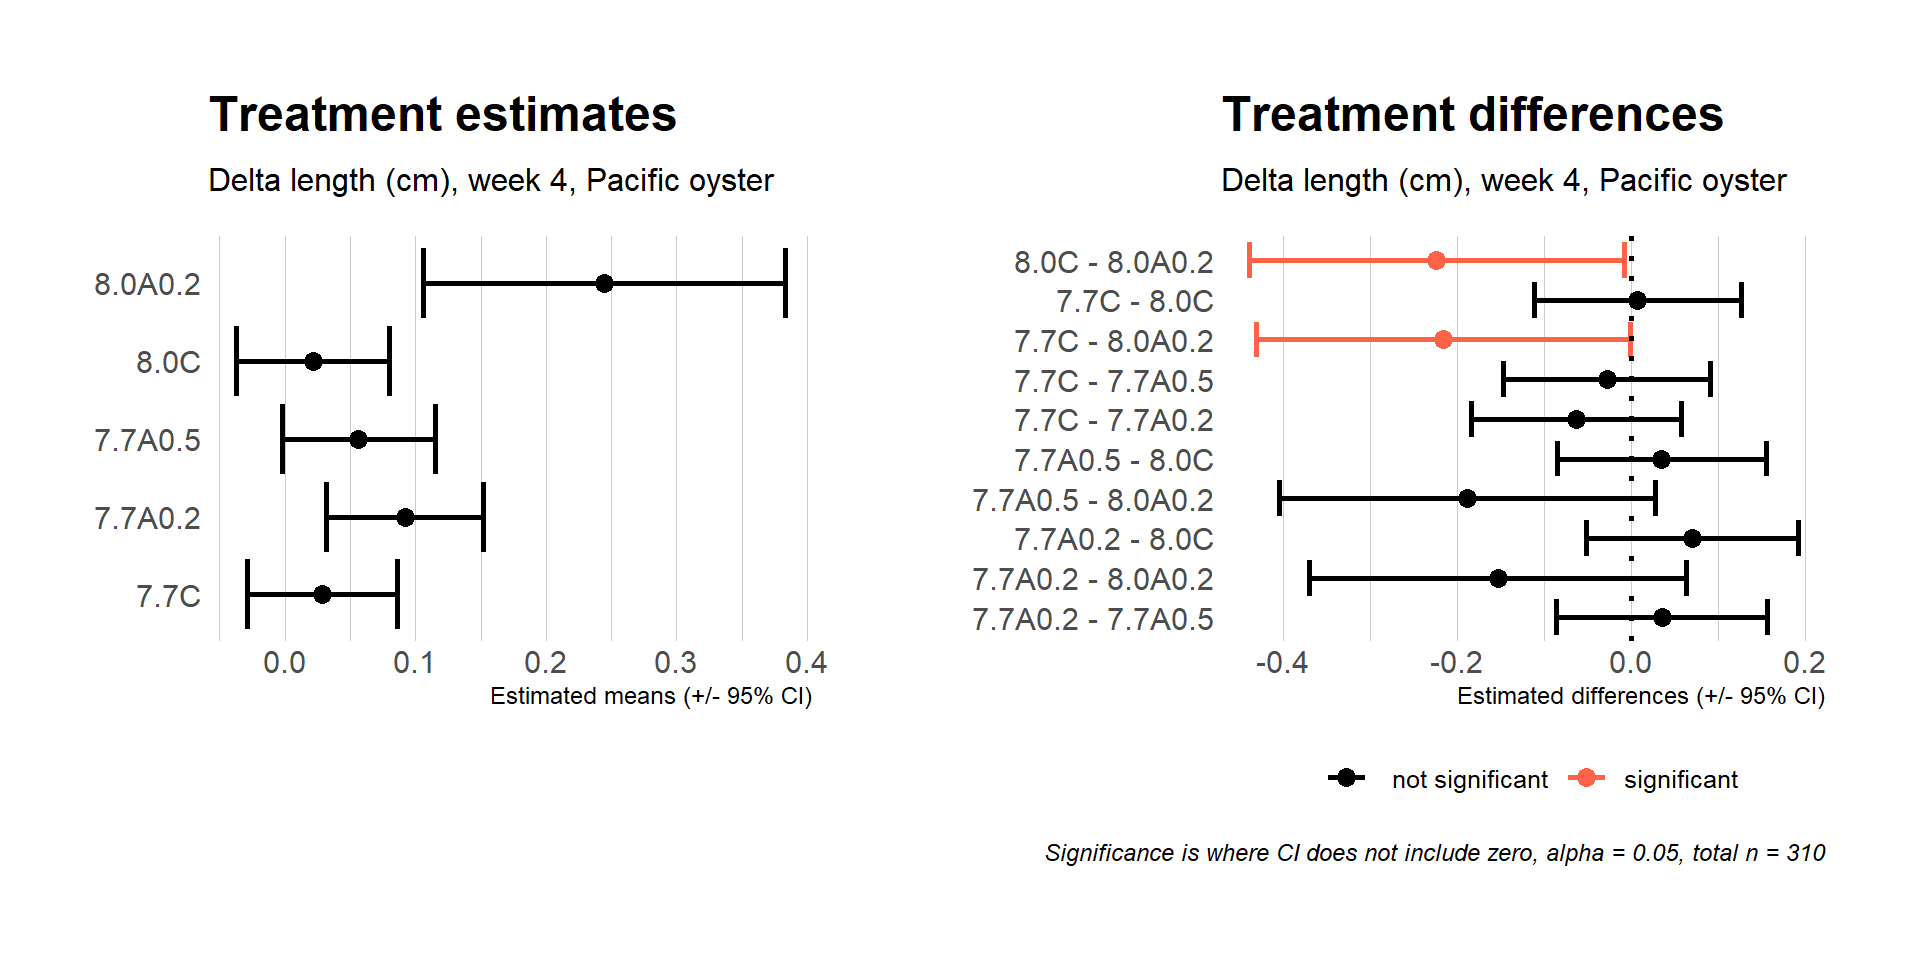 Treatment estimates
Delta length (cm), week 4, Pacific oyster
8.0A0.2
8.0C
7.7A0.5
7.7A0.2
7.7C
0.0 0.1 0.2 0.3 0.4
Estimated means (+/- 95% CI)
Treatment differences
Delta length (cm), week 4, Pacific oyster
8.0C - 8.0A0.2
7.7C - 8.0C
7.7C - 8.0A0.2
7.7C - 7.7A0.5
7.7C - 7.7A0.2
7.7A0.5 - 8.0C
7.7A0.5 - 8.0A0.2
7.7A0.2 - 8.0C
7.7A0.2 - 8.0A0.2
7.7A0.2 - 7.7A0.5
-0.4 -0.2 0.0 0.2
Estimated differences (+/- 95% CI)
not significant significant
Significance is where CI does not include zero, alpha = 0.05, total n = 310